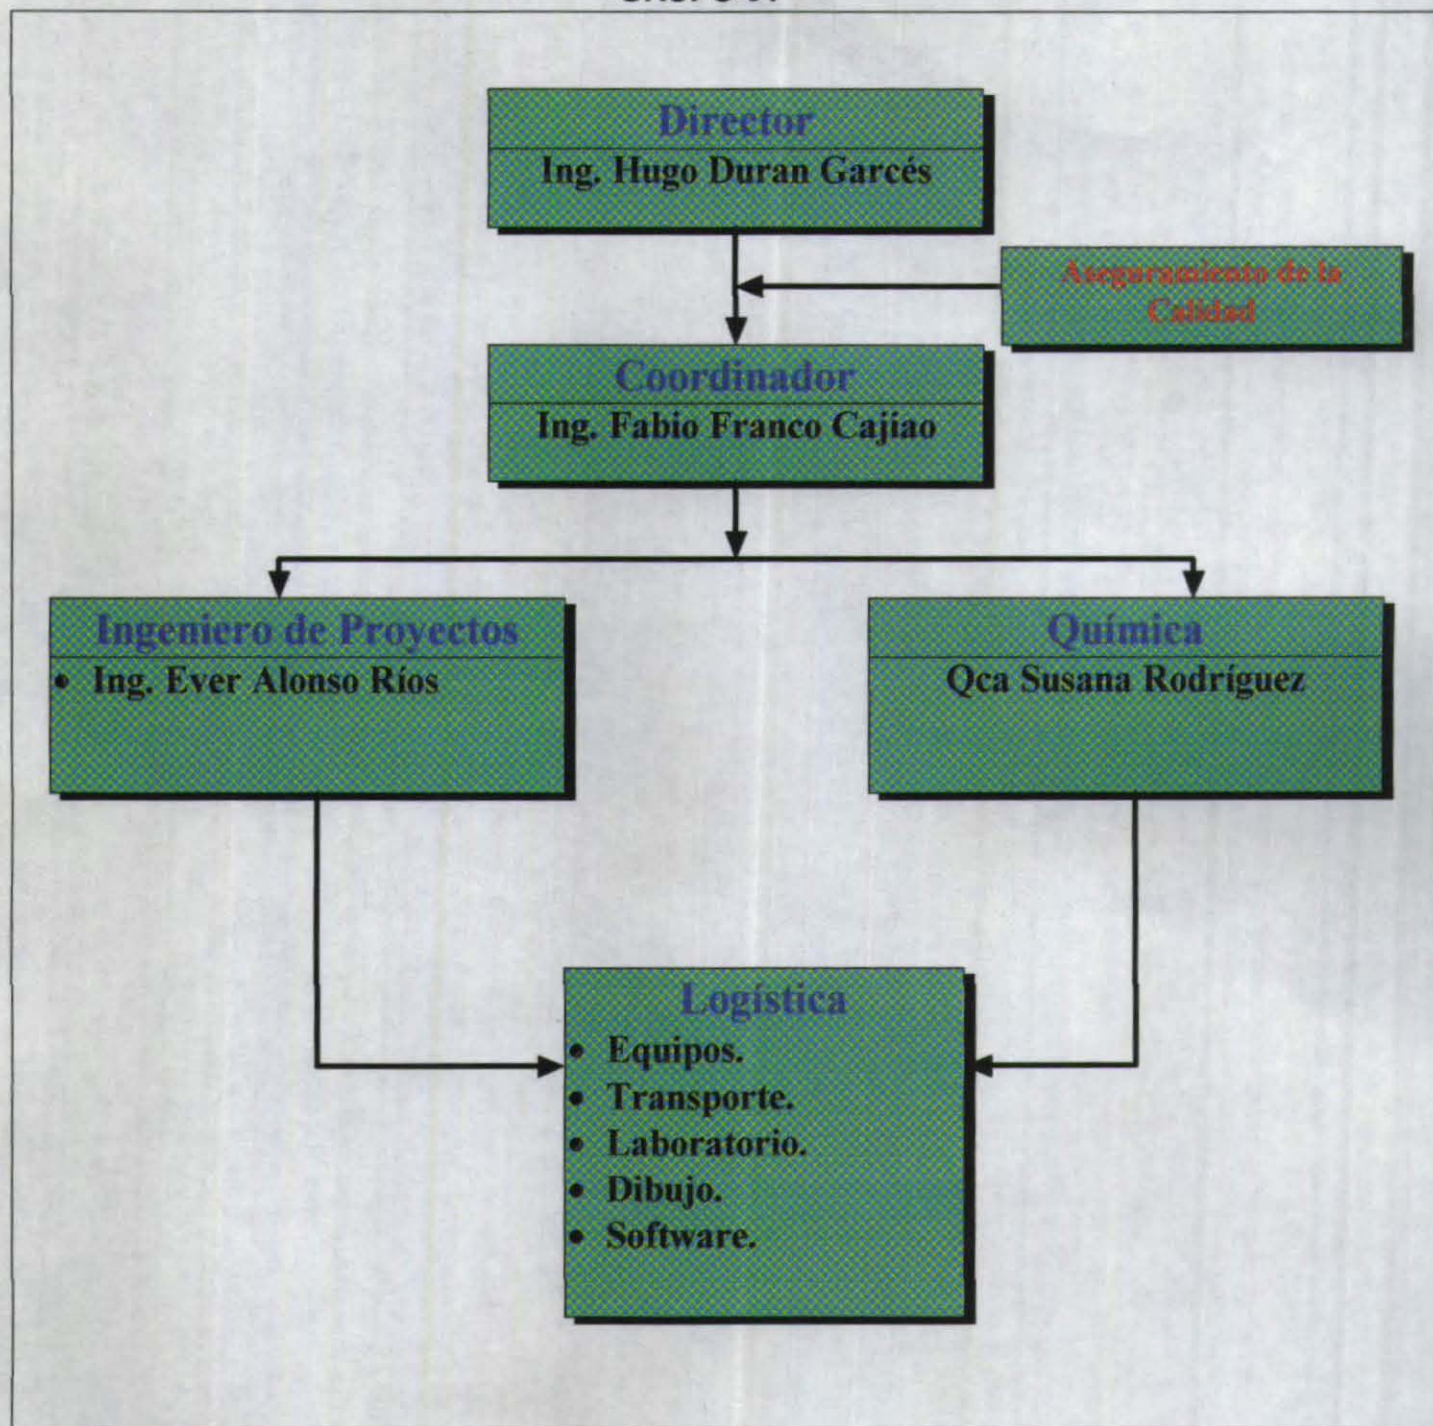 Director
Ing. Hugo Duran Garcés
Aseguramiento de la
Calidad
Coordinador
Ing. Fabio Franco Cajiao
Ingeniero de Proyectos
• Ing. Ever Alonso Ríos
Química
Qca Susana Rodríguez
Logística
• Equipos.
• Transporte.
• Laboratorio.
• Dibujo.
• Software.